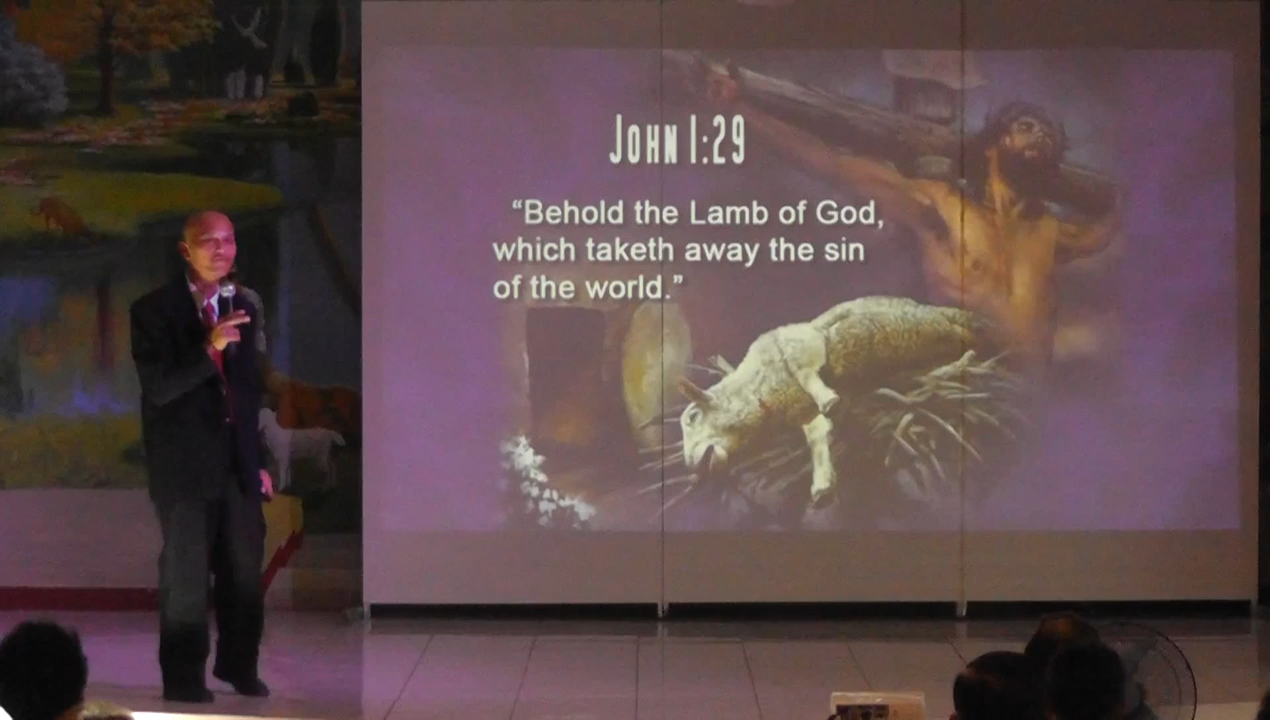 John 1:29
“Behold the Lamb of God,
which taketh away the sin
of the world.”